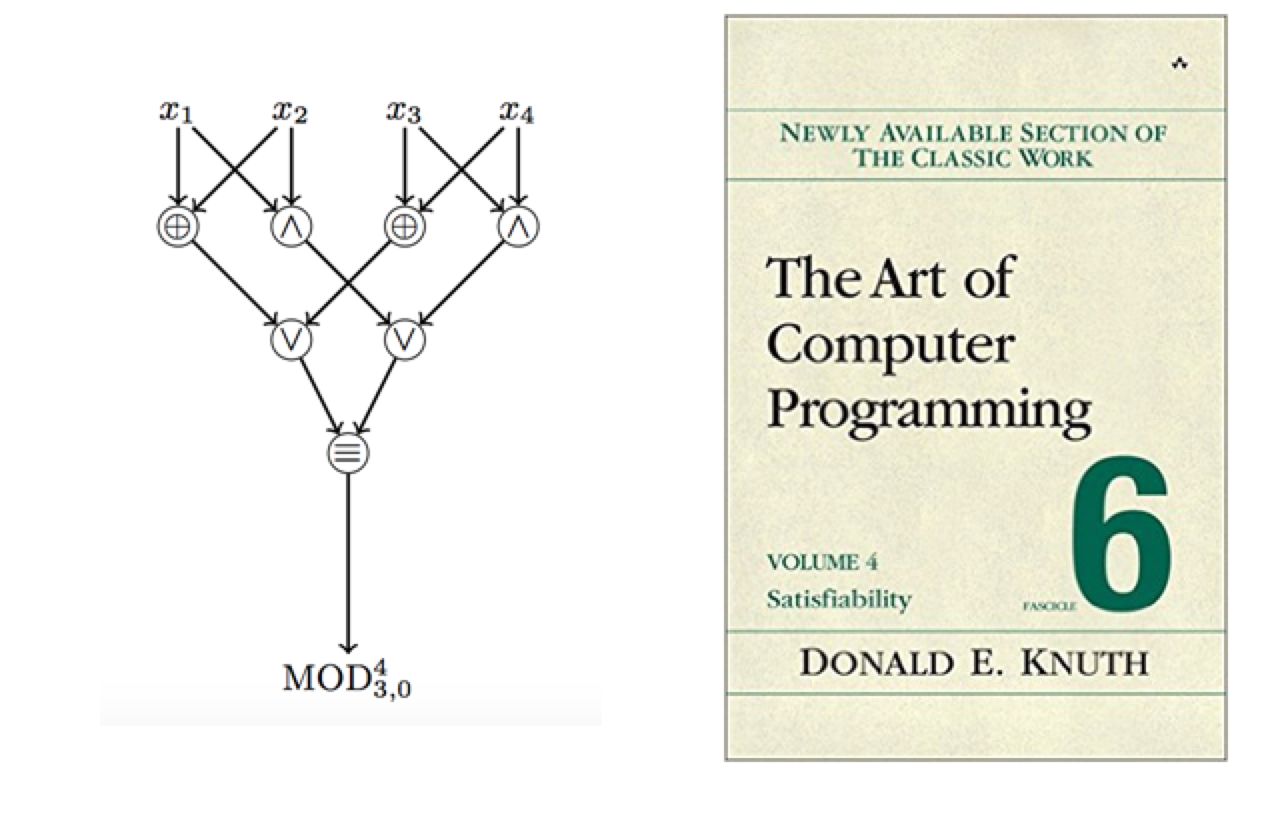 x₁ x₂ x₃ x₄
⊕ ∧ ⊕ ∧
∨ ∨
≡
MOD⁴₃,₀
NEWLY AVAILABLE SECTION OF
THE CLASSIC WORK
The Art of
Computer
Programming
6
VOLUME 4
Satisfiability
FASCICLE
DONALD E. KNUTH